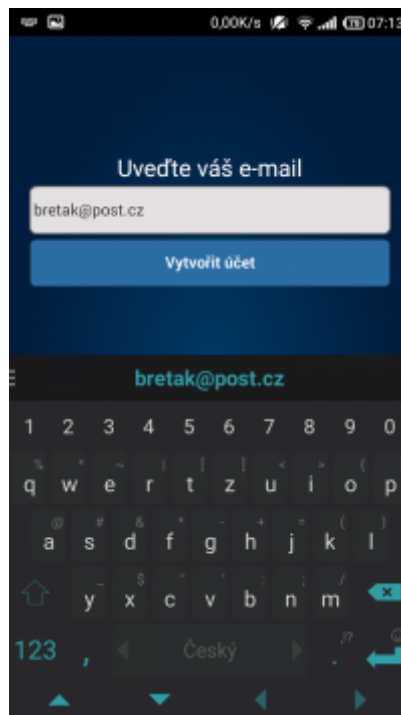 0,00K/s 78 07:13
Uveďte váš e-mail
bretak@post.cz
Vytvořit účet
bretak@post.cz
1 2 3 4 5 6 7 8 9 0
q w e r t z u i o p
a s d f g h j k l
y x c v b n m
123 , Český .